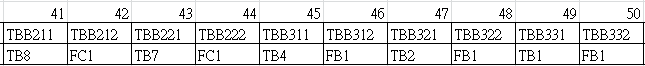 41 42 43 44 45 46 47 48 49 50
TBB211 TBB212 TBB221 TBB222 TBB311 TBB312 TBB321 TBB322 TBB331 TBB332
TB8 FC1 TB7 FC1 TB4 FB1 TB2 FB1 TB1 FB1